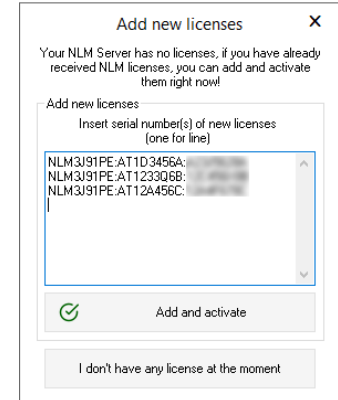 Add new licenses
Your NLM Server has no licenses, if you have already
received NLM licenses, you can add and activate
them right now!
Add new licenses
Insert serial number(s) of new licenses
(one for line)
NLM3J91PE:AT1D3456A:
NLM3J91PE:AT1233Q6B:
NLM3J91PE:AT12A456C:
Add and activate
I don't have any license at the moment